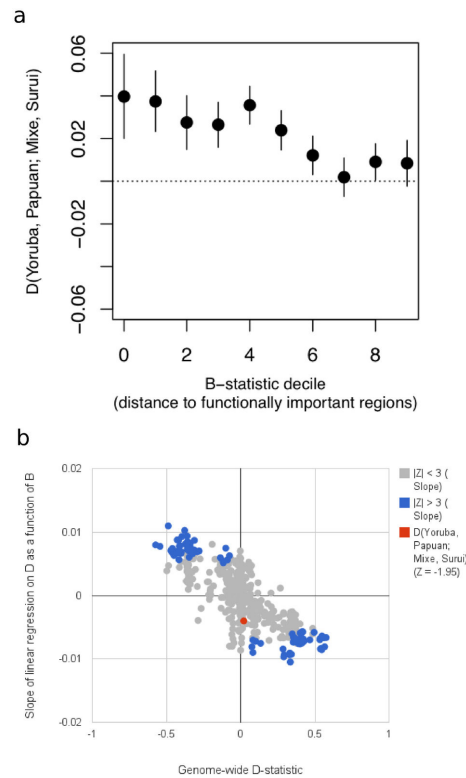 a
D(Yoruba, Papuan; Mixe, Surui)
0.06
0.02
−0.02
−0.06
0 2 4 6 8
B−statistic decile
(distance to functionally important regions)
b
Slope of linear regression on D as a function of B
0.02
0.01
0
-0.01
-0.02
-1 -0.5 0 0.5 1
Genome-wide D-statistic
|Z| < 3 (
Slope)
|Z| > 3 (
Slope)
D(Yoruba,
Papuan;
Mixe, Surui)
(Z = -1.95)